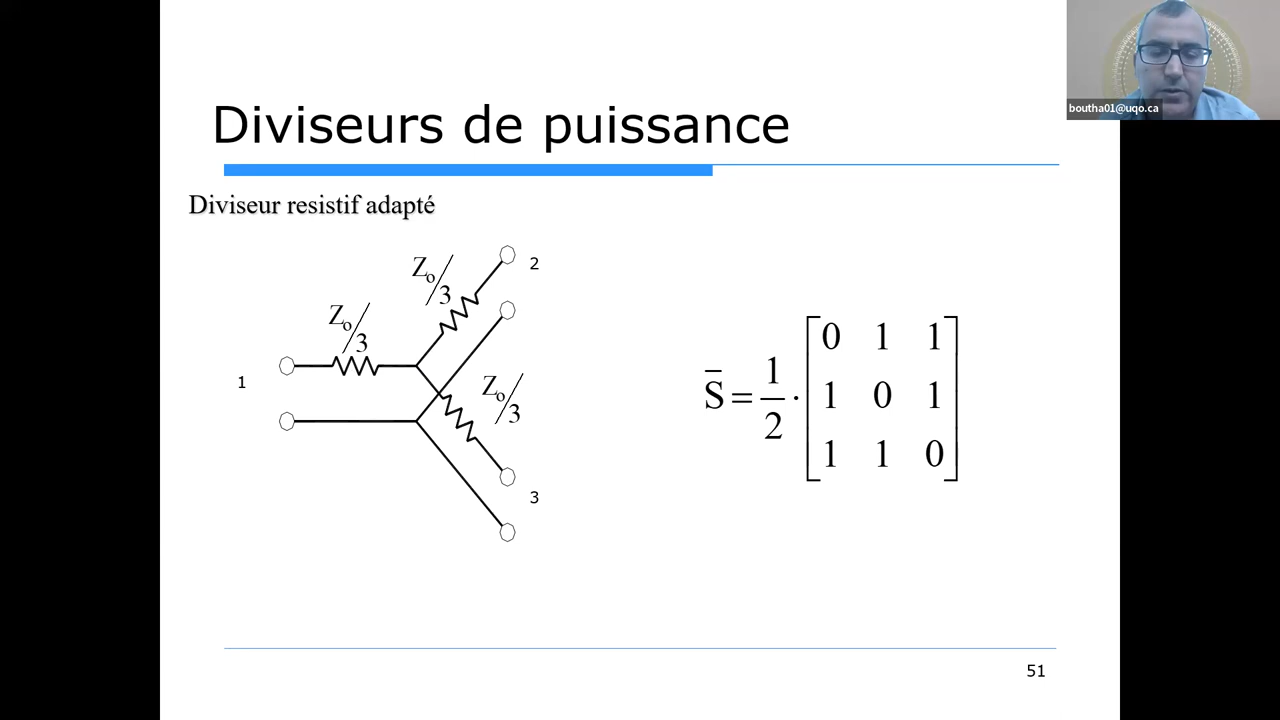 boutha01@uqo.ca
Diviseurs de puissance
Diviseur resistif adapté
Zo/3
2
Zo/3
1
Zo/3
3
S̅ = 1/2 · [0 1 1
1 0 1
1 1 0]
51